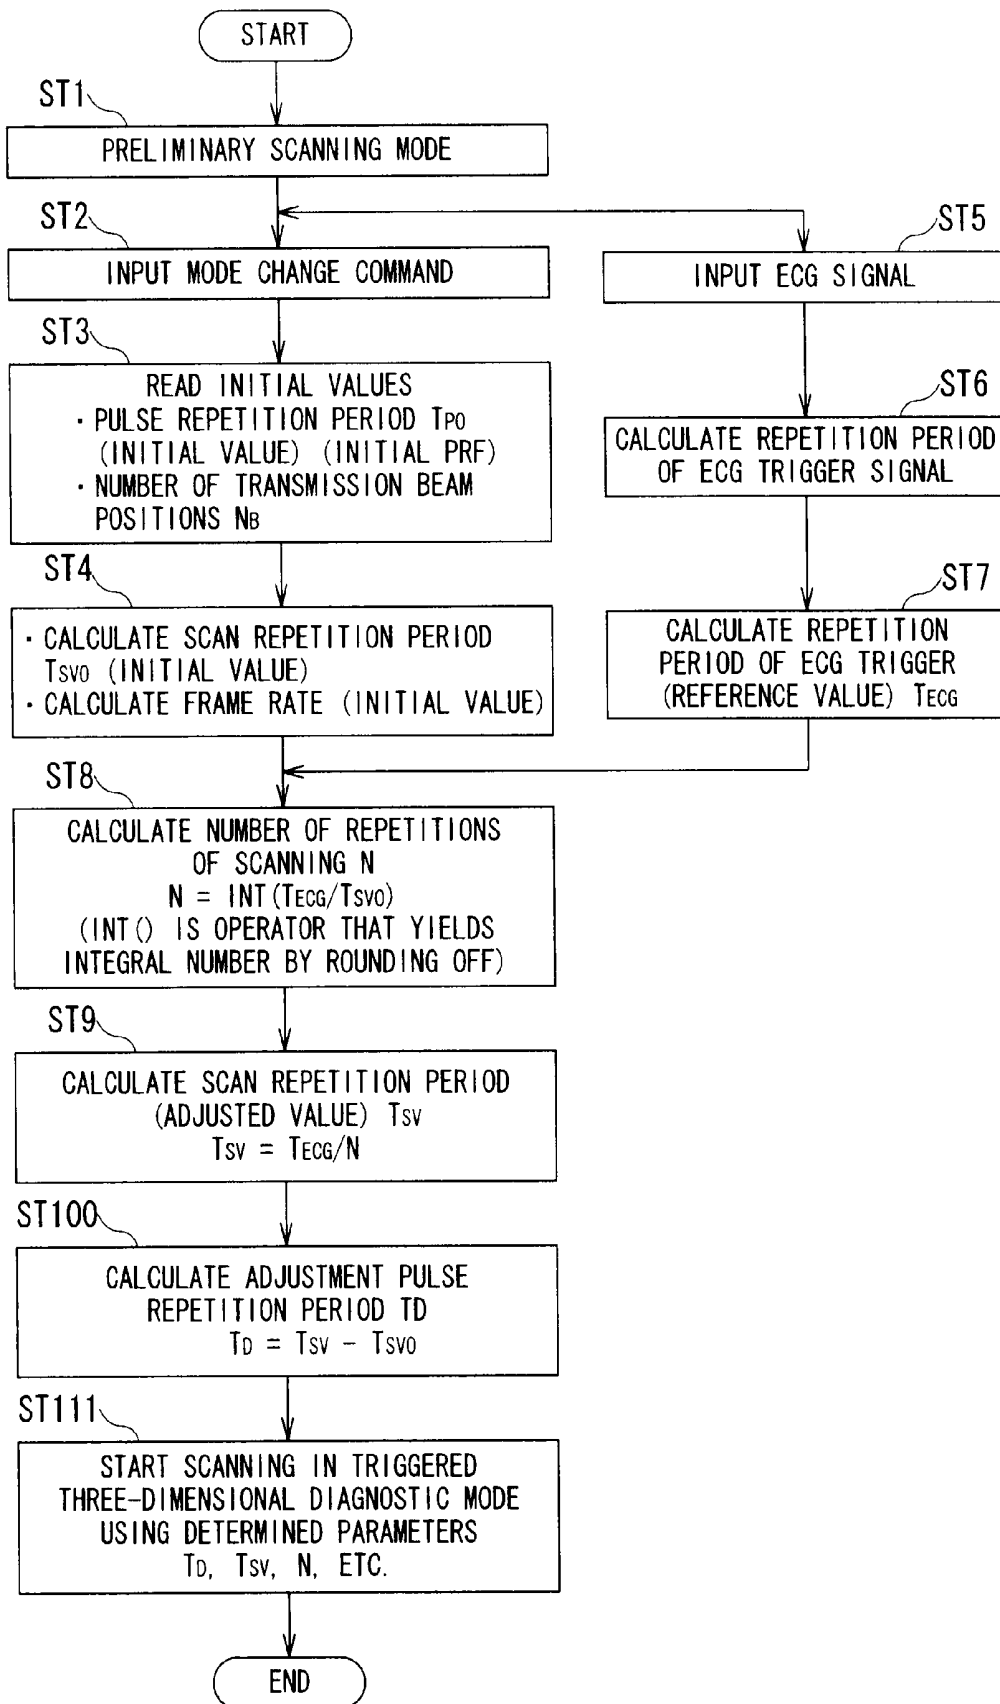 START
ST1
PRELIMINARY SCANNING MODE
ST2
INPUT MODE CHANGE COMMAND
ST3
READ INITIAL VALUES
· PULSE REPETITION PERIOD TP0
(INITIAL VALUE) (INITIAL PRF)
· NUMBER OF TRANSMISSION BEAM
POSITIONS NB
ST4
· CALCULATE SCAN REPETITION PERIOD
TSV0 (INITIAL VALUE)
· CALCULATE FRAME RATE (INITIAL VALUE)
ST5
INPUT ECG SIGNAL
ST6
CALCULATE REPETITION PERIOD
OF ECG TRIGGER SIGNAL
ST7
CALCULATE REPETITION
PERIOD OF ECG TRIGGER
(REFERENCE VALUE) TECG
ST8
CALCULATE NUMBER OF REPETITIONS
OF SCANNING N
N = INT(TECG/TSV0)
(INT() IS OPERATOR THAT YIELDS
INTEGRAL NUMBER BY ROUNDING OFF)
ST9
CALCULATE SCAN REPETITION PERIOD
(ADJUSTED VALUE) TSV
TSV = TECG/N
ST100
CALCULATE ADJUSTMENT PULSE
REPETITION PERIOD TD
TD = TSV - TSV0
ST111
START SCANNING IN TRIGGERED
THREE-DIMENSIONAL DIAGNOSTIC MODE
USING DETERMINED PARAMETERS
TD, TSV, N, ETC.
END